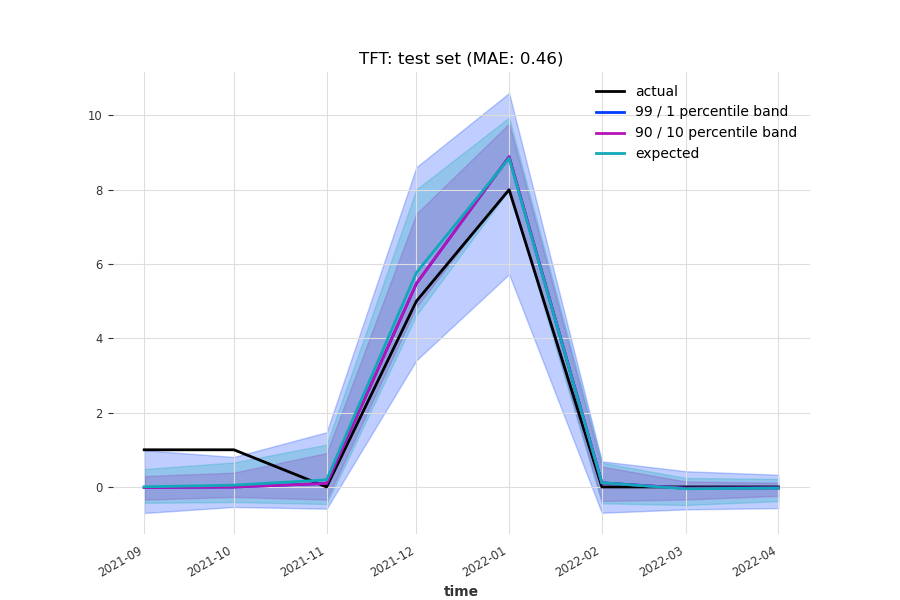 TFT: test set (MAE: 0.46)
actual
99 / 1 percentile band
90 / 10 percentile band
expected
10
8
6
4
2
0
2021-09
2021-10
2021-11
2021-12
2022-01
2022-02
2022-03
2022-04
time